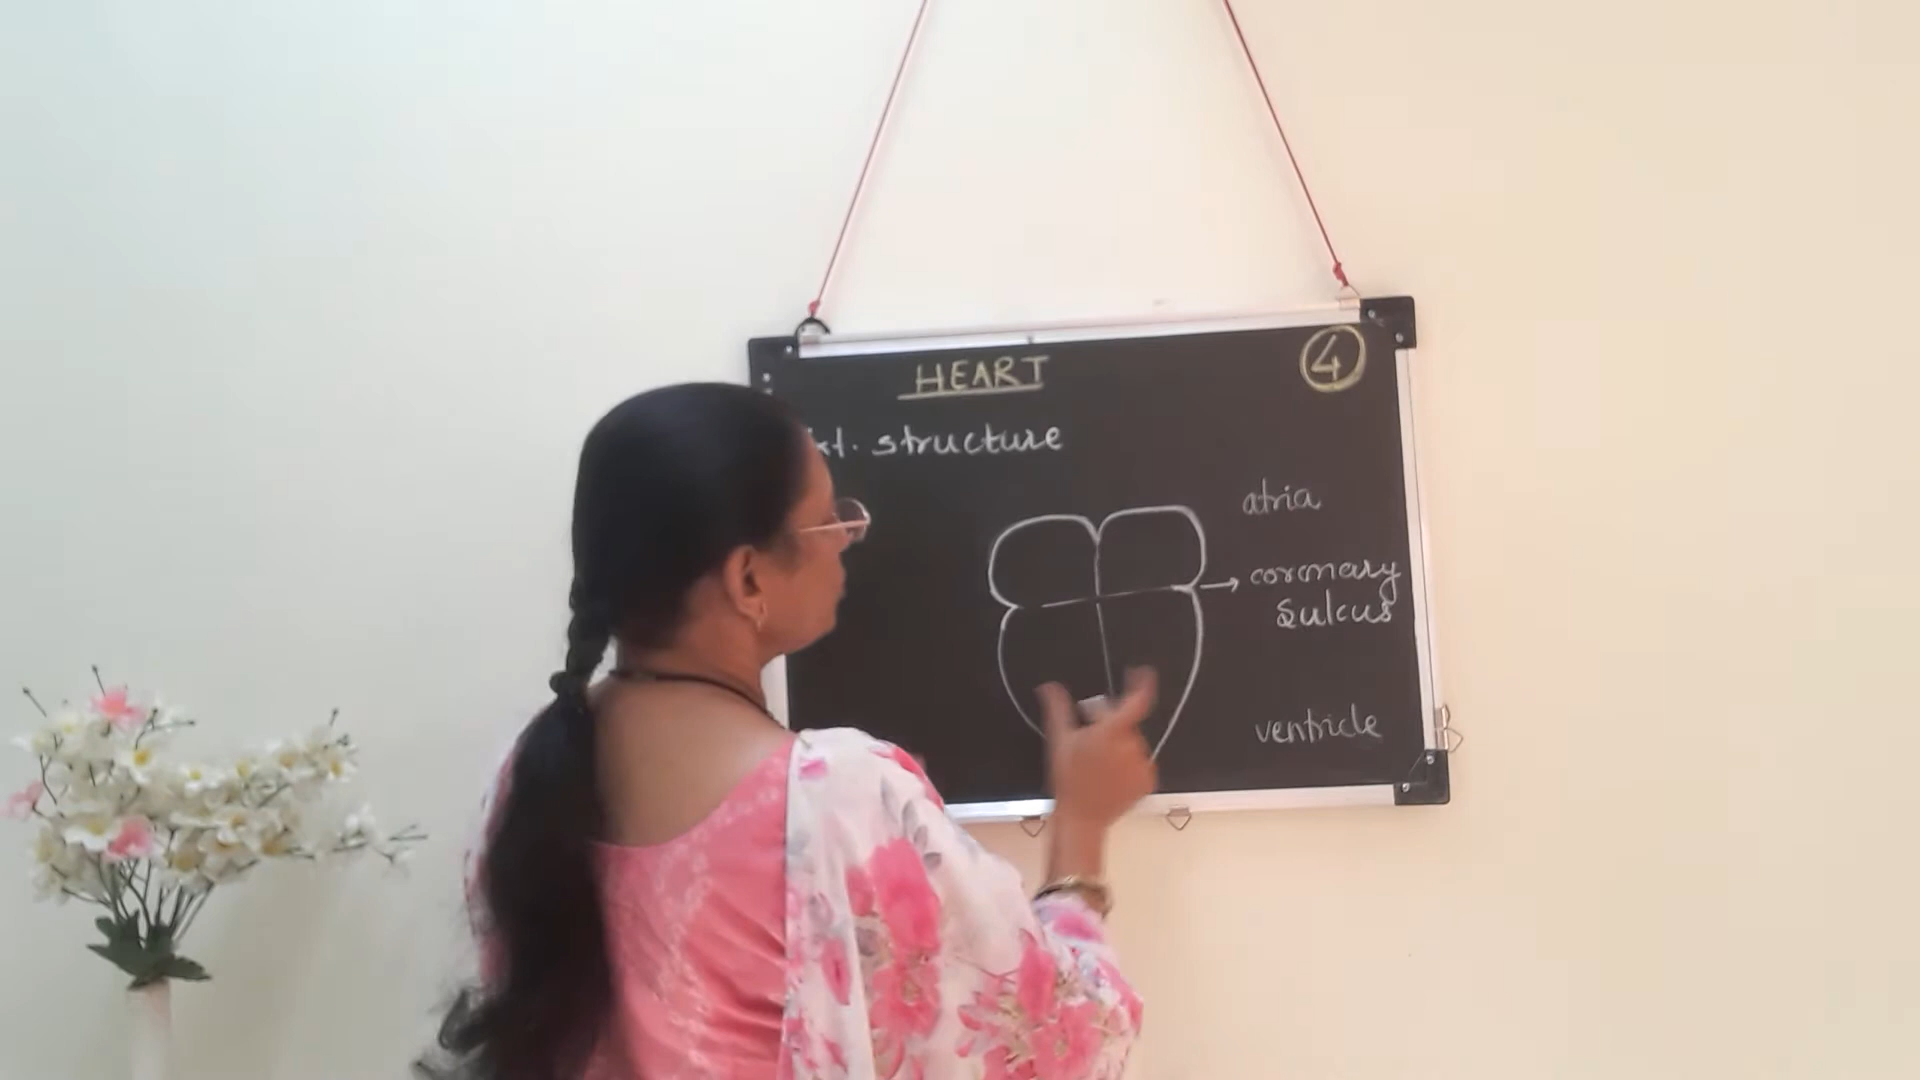 HEART
4
structure
atria
coronary
sulcus
ventricle